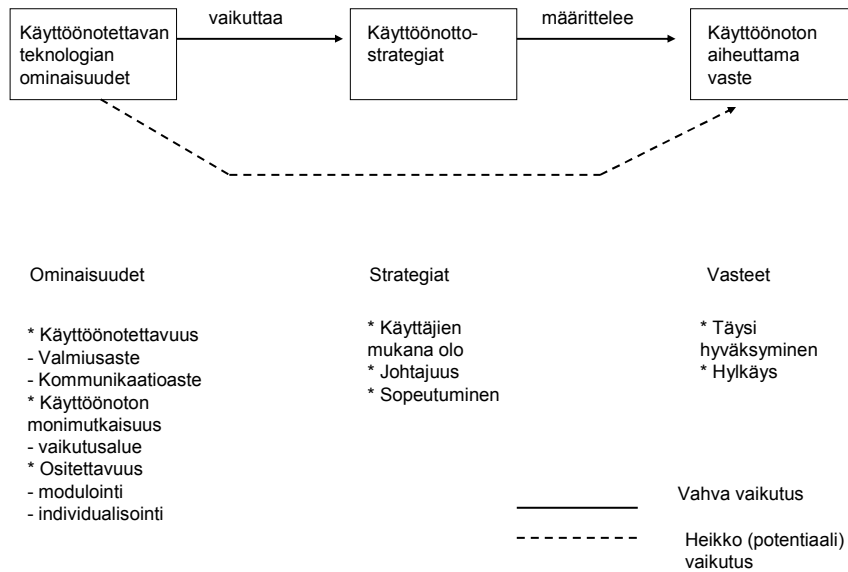 Käyttöönotettavan
teknologian
ominaisuudet
vaikuttaa
Käyttöönotto-
strategiat
määrittelee
Käyttöönoton
aiheuttama
vaste
Ominaisuudet
* Käyttöönotettavuus
- Valmiusaste
- Kommunikaatioaste
* Käyttöönoton
monimutkaisuus
- vaikutusalue
* Ositettavuus
- modulointi
- individualisointi
Strategiat
* Käyttäjien
mukana olo
* Johtajuus
* Sopeutuminen
Vasteet
* Täysi
hyväksyminen
* Hylkäys
Vahva vaikutus
Heikko (potentiaali)
vaikutus